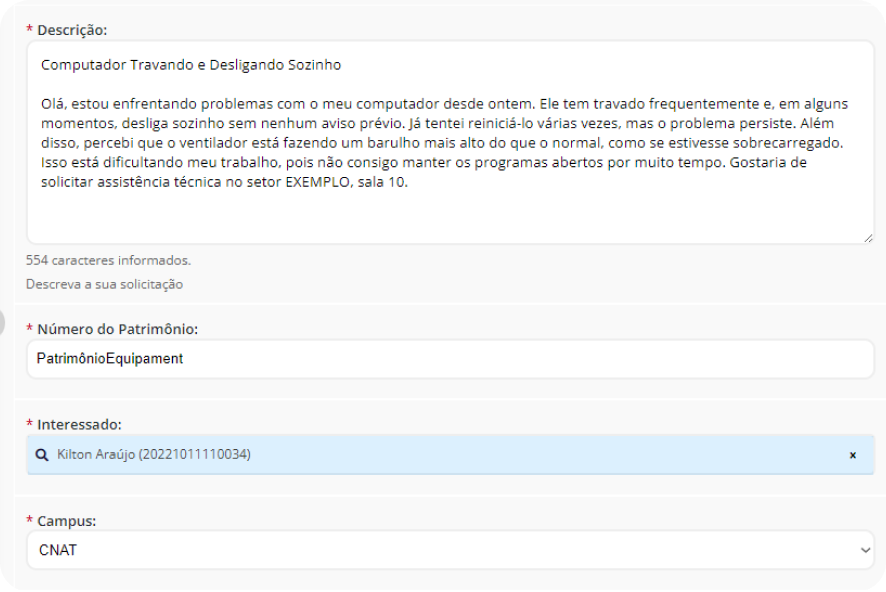 * Descrição:
Computador Travando e Desligando Sozinho
Olá, estou enfrentando problemas com o meu computador desde ontem. Ele tem travado frequentemente e, em alguns
momentos, desliga sozinho sem nenhum aviso prévio. Já tentei reiniciá-lo várias vezes, mas o problema persiste. Além
disso, percebi que o ventilador está fazendo um barulho mais alto do que o normal, como se estivesse sobrecarregado.
Isso está dificultando meu trabalho, pois não consigo manter os programas abertos por muito tempo. Gostaria de
solicitar assistência técnica no setor EXEMPLO, sala 10.
554 caracteres informados.
Descreva a sua solicitação
* Número do Patrimônio:
PatrimônioEquipament
* Interessado:
Kilton Araújo (20221011110034) x
* Campus:
CNAT